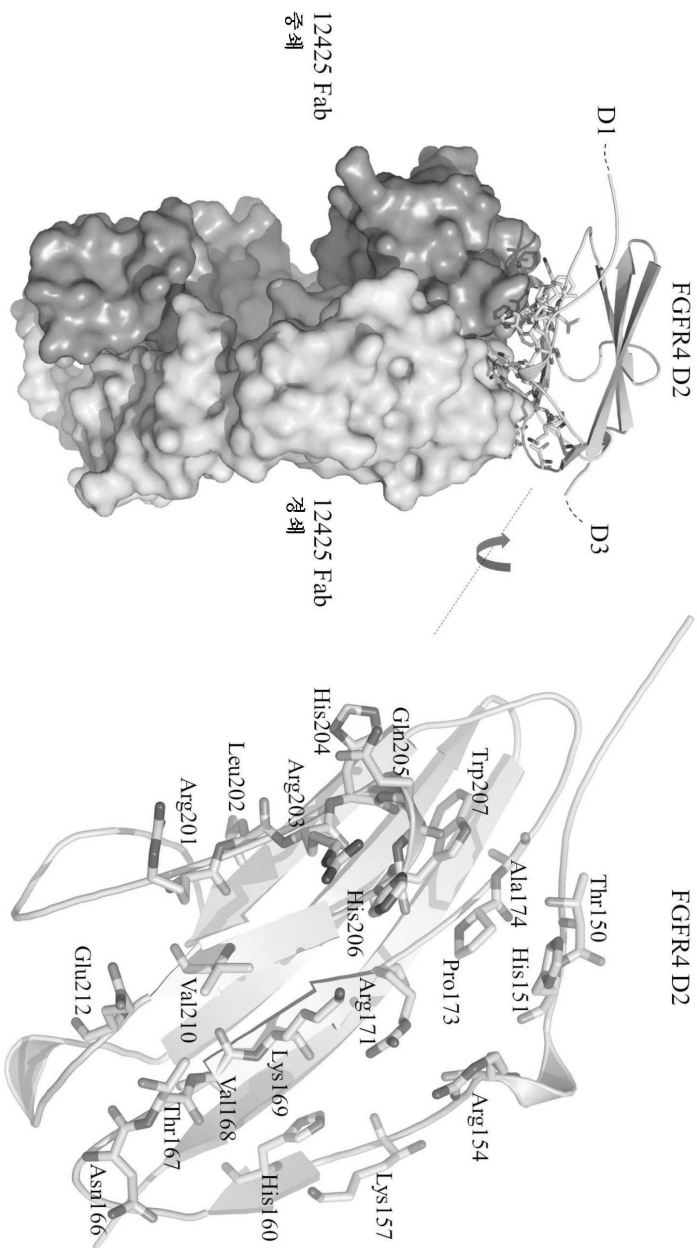 FGFR4 D2
D1
D3
12425 Fab
중쇄
12425 Fab
경쇄
FGFR4 D2
Thr150
His151
Ala174
Trp207
Gln205
His204
Pro173
Arg154
Arg171
His206
Arg203
Leu202
Arg201
Lys157
Lys169
His160
Val168
Val210
Thr167
Glu212
Asn166